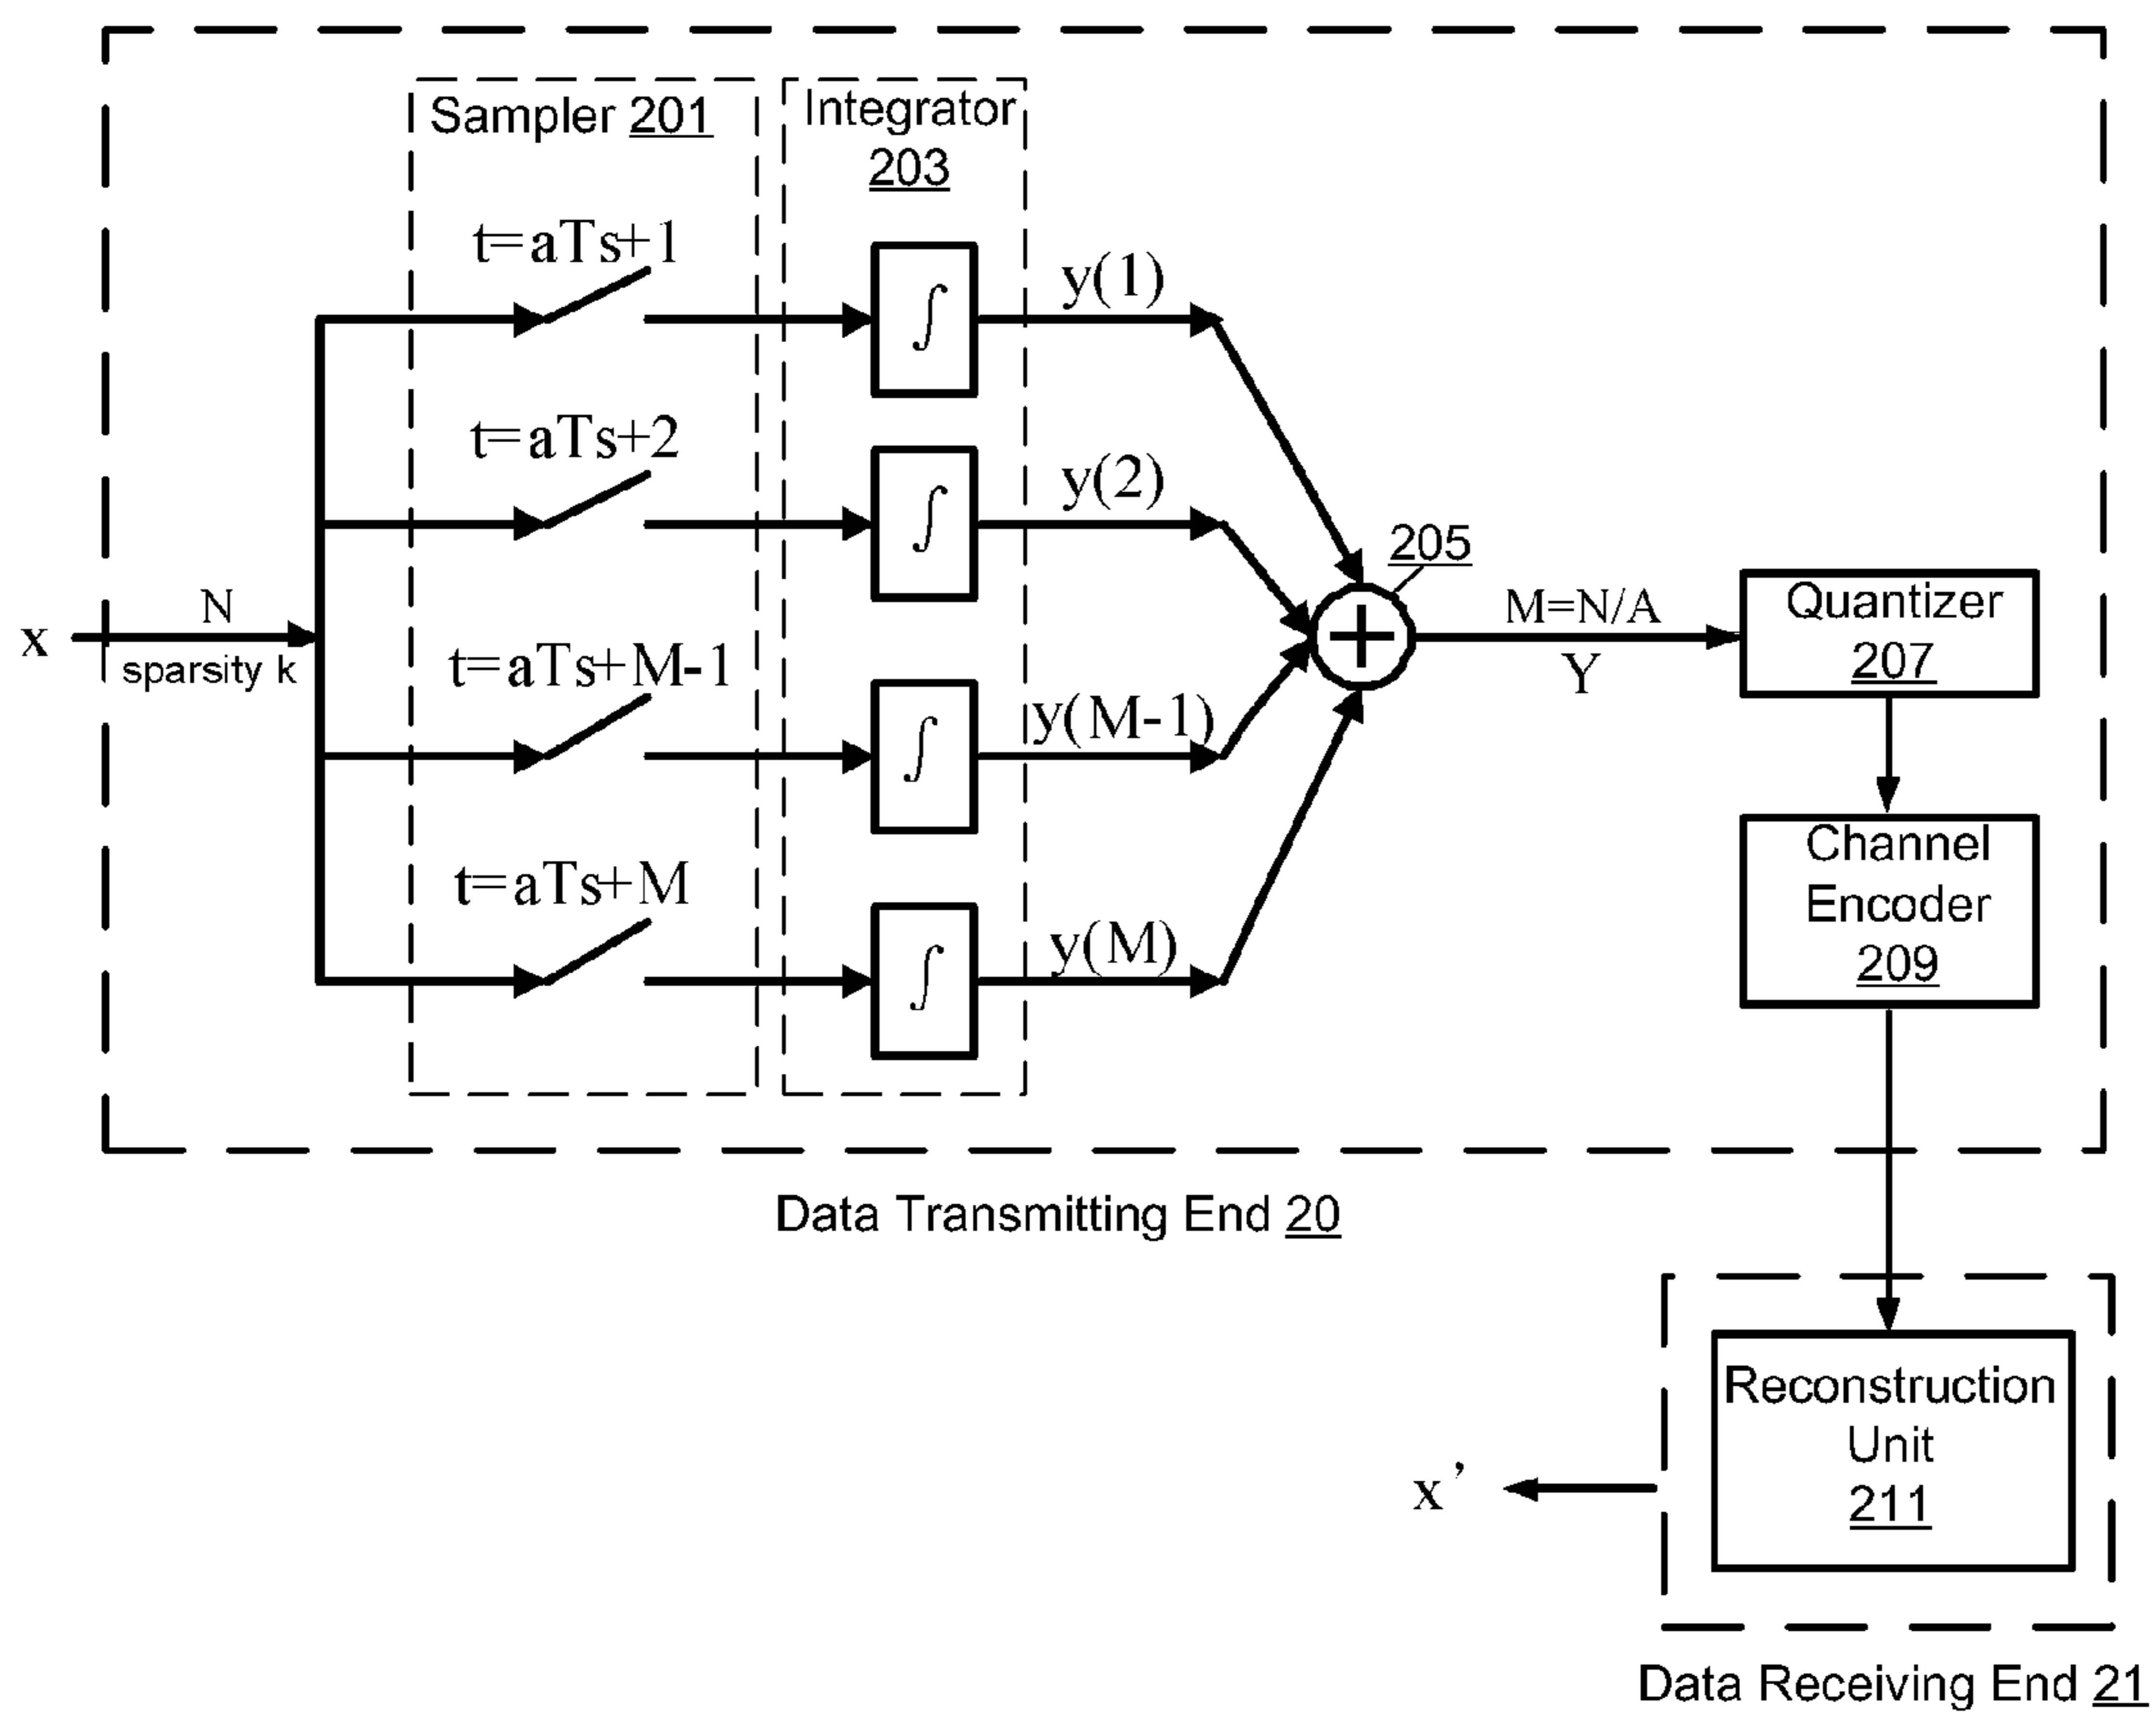 Sampler 201
Integrator
203
t=aTs+1
y(1)
t=aTs+2
y(2)
205
x
N
sparsity k
t=aTs+M-1
y(M-1)
M=N/A
Y
Quantizer
207
t=aTs+M
y(M)
Channel
Encoder
209
∫
∫
∫
∫
+
Data Transmitting End 20
Reconstruction
Unit
211
x’
Data Receiving End 21